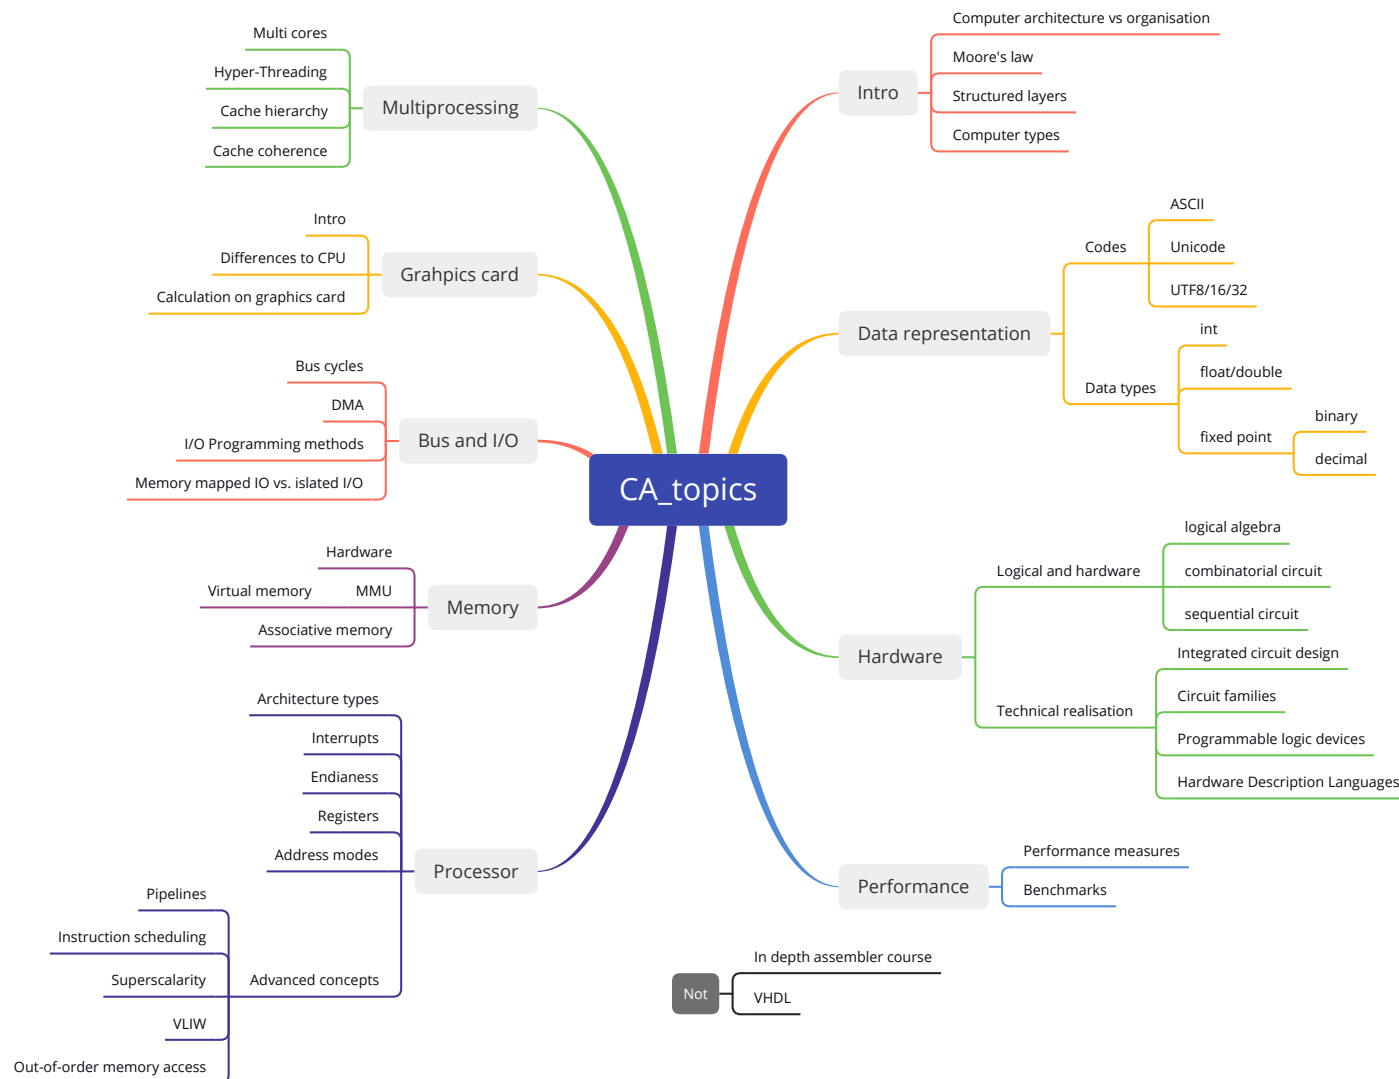 CA_topics
Intro
Computer architecture vs organisation
Moore's law
Structured layers
Computer types
Data representation
Codes
ASCII
Unicode
UTF8/16/32
Data types
int
float/double
fixed point
binary
decimal
Hardware
Logical and hardware
logical algebra
combinatorial circuit
sequential circuit
Technical realisation
Integrated circuit design
Circuit families
Programmable logic devices
Hardware Description Languages
Performance
Performance measures
Benchmarks
Multiprocessing
Multi cores
Hyper-Threading
Cache hierarchy
Cache coherence
Grahpics card
Intro
Differences to CPU
Calculation on graphics card
Bus and I/O
Bus cycles
DMA
I/O Programming methods
Memory mapped IO vs. islated I/O
Memory
Hardware
MMU
Virtual memory
Associative memory
Processor
Architecture types
Interrupts
Endianess
Registers
Address modes
Advanced concepts
Pipelines
Instruction scheduling
Superscalarity
VLIW
Out-of-order memory access
Not
In depth assembler course
VHDL